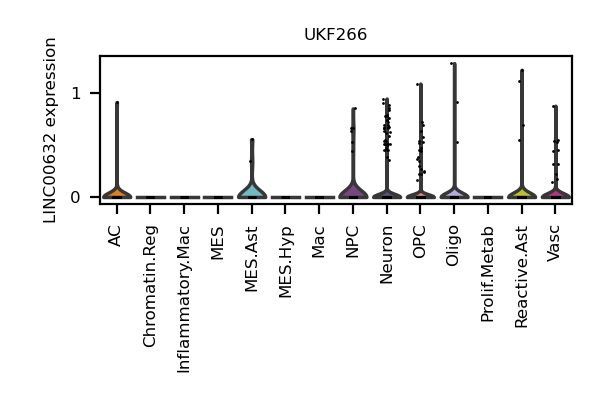 UKF266
LINC00632 expression
1
0
AC
Chromatin.Reg
Inflammatory.Mac
MES
MES.Ast
MES.Hyp
Mac
NPC
Neuron
OPC
Oligo
Prolif.Metab
Reactive.Ast
Vasc